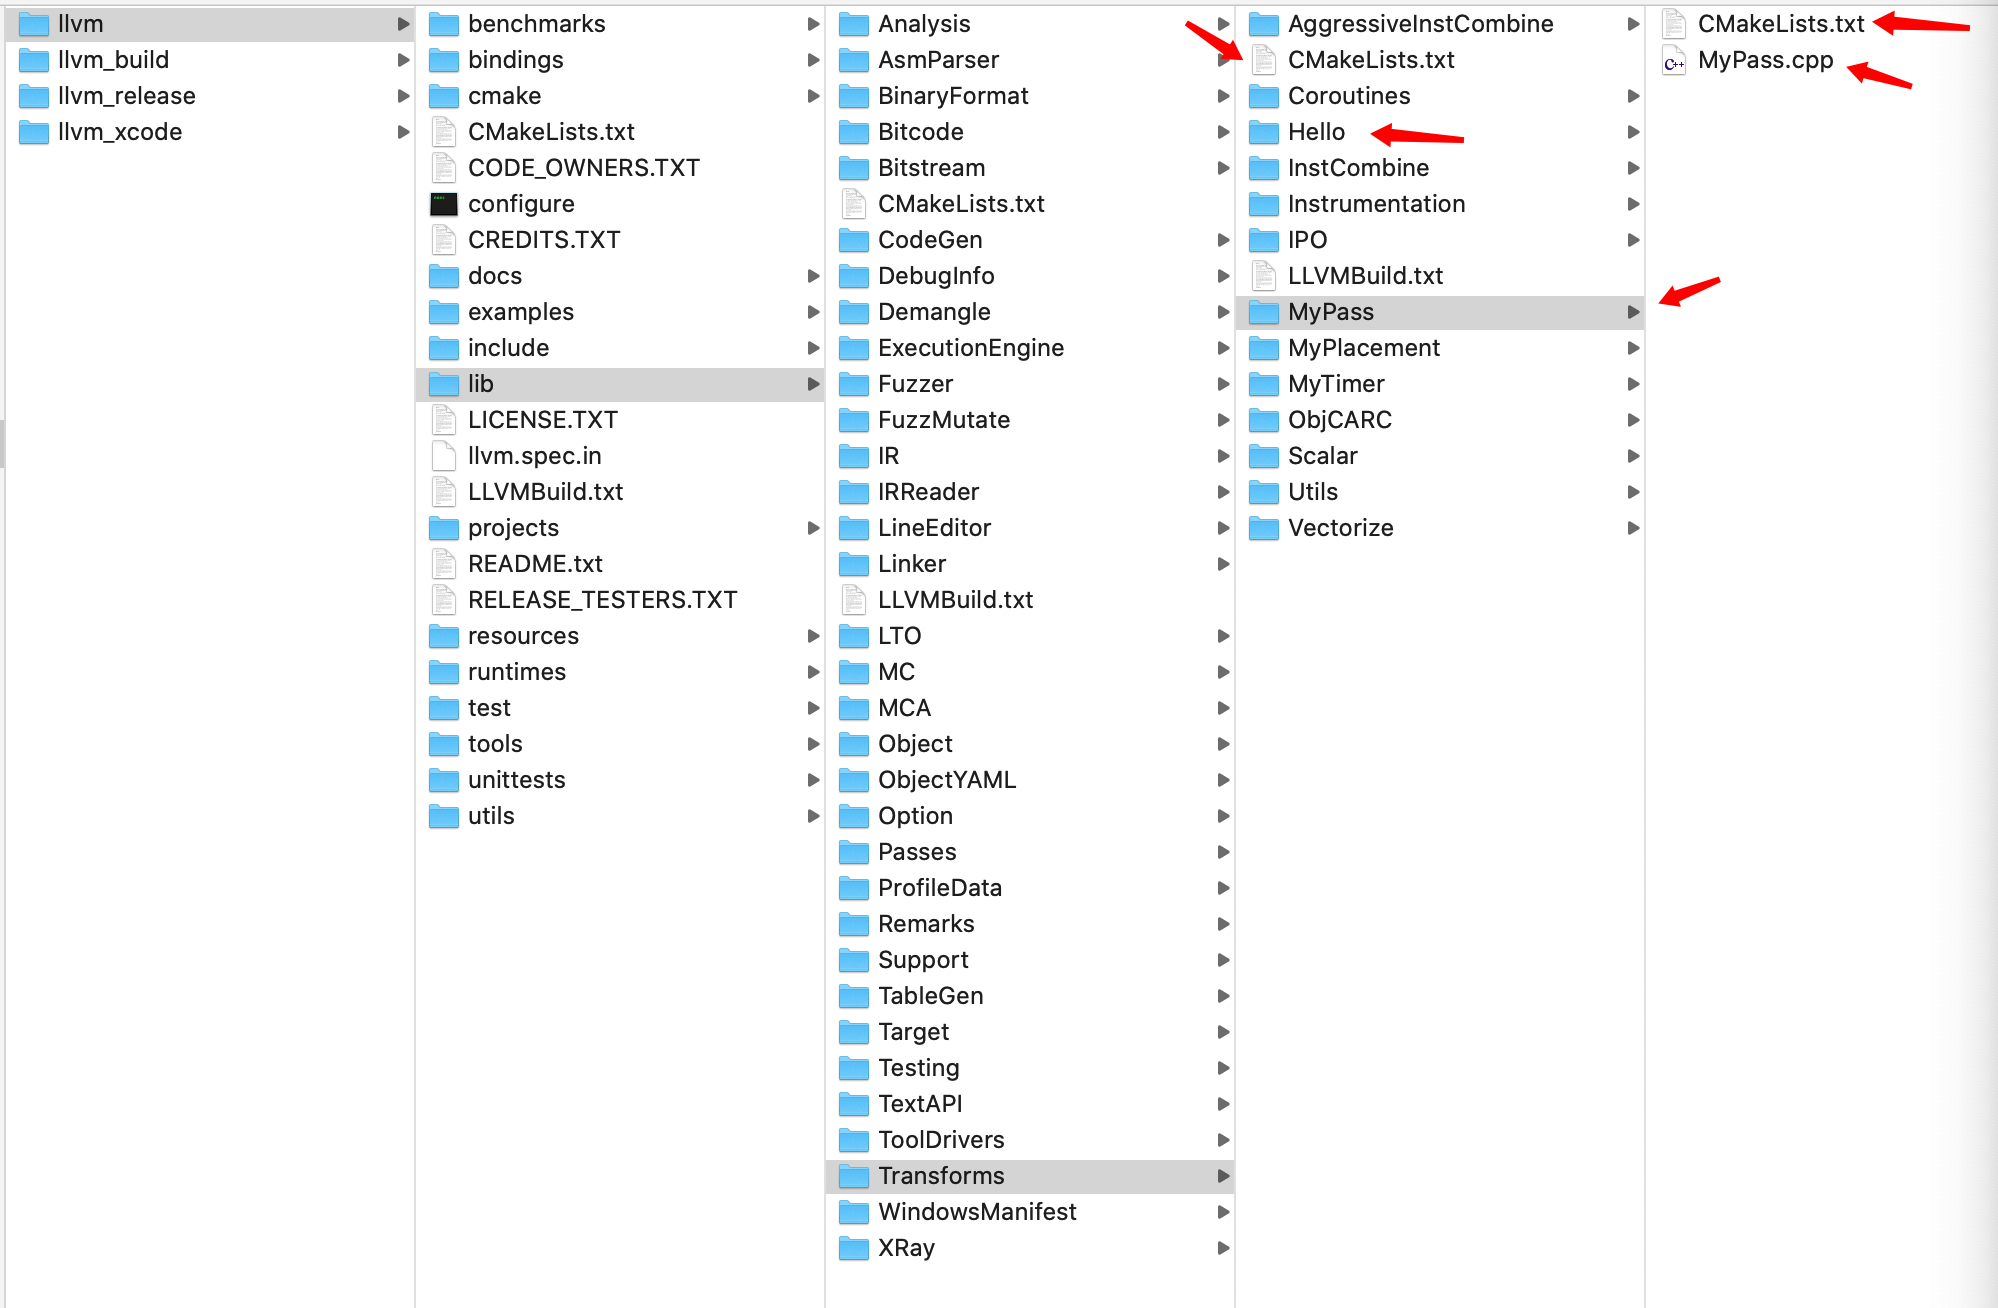 llvm
llvm_build
llvm_release
llvm_xcode
benchmarks
bindings
cmake
CMakeLists.txt
CODE_OWNERS.TXT
configure
CREDITS.TXT
docs
examples
include
lib
LICENSE.TXT
llvm.spec.in
LLVMBuild.txt
projects
README.txt
RELEASE_TESTERS.TXT
resources
runtimes
test
tools
unittests
utils
Analysis
AsmParser
BinaryFormat
Bitcode
Bitstream
CMakeLists.txt
CodeGen
DebugInfo
Demangle
ExecutionEngine
Fuzzer
FuzzMutate
IR
IRReader
LineEditor
Linker
LLVMBuild.txt
LTO
MC
MCA
Object
ObjectYAML
Option
Passes
ProfileData
Remarks
Support
TableGen
Target
Testing
TextAPI
ToolDrivers
Transforms
WindowsManifest
XRay
AggressiveInstCombine
CMakeLists.txt
Coroutines
Hello
InstCombine
Instrumentation
IPO
LLVMBuild.txt
MyPass
MyPlacement
MyTimer
ObjCARC
Scalar
Utils
Vectorize
CMakeLists.txt
C++ MyPass.cpp